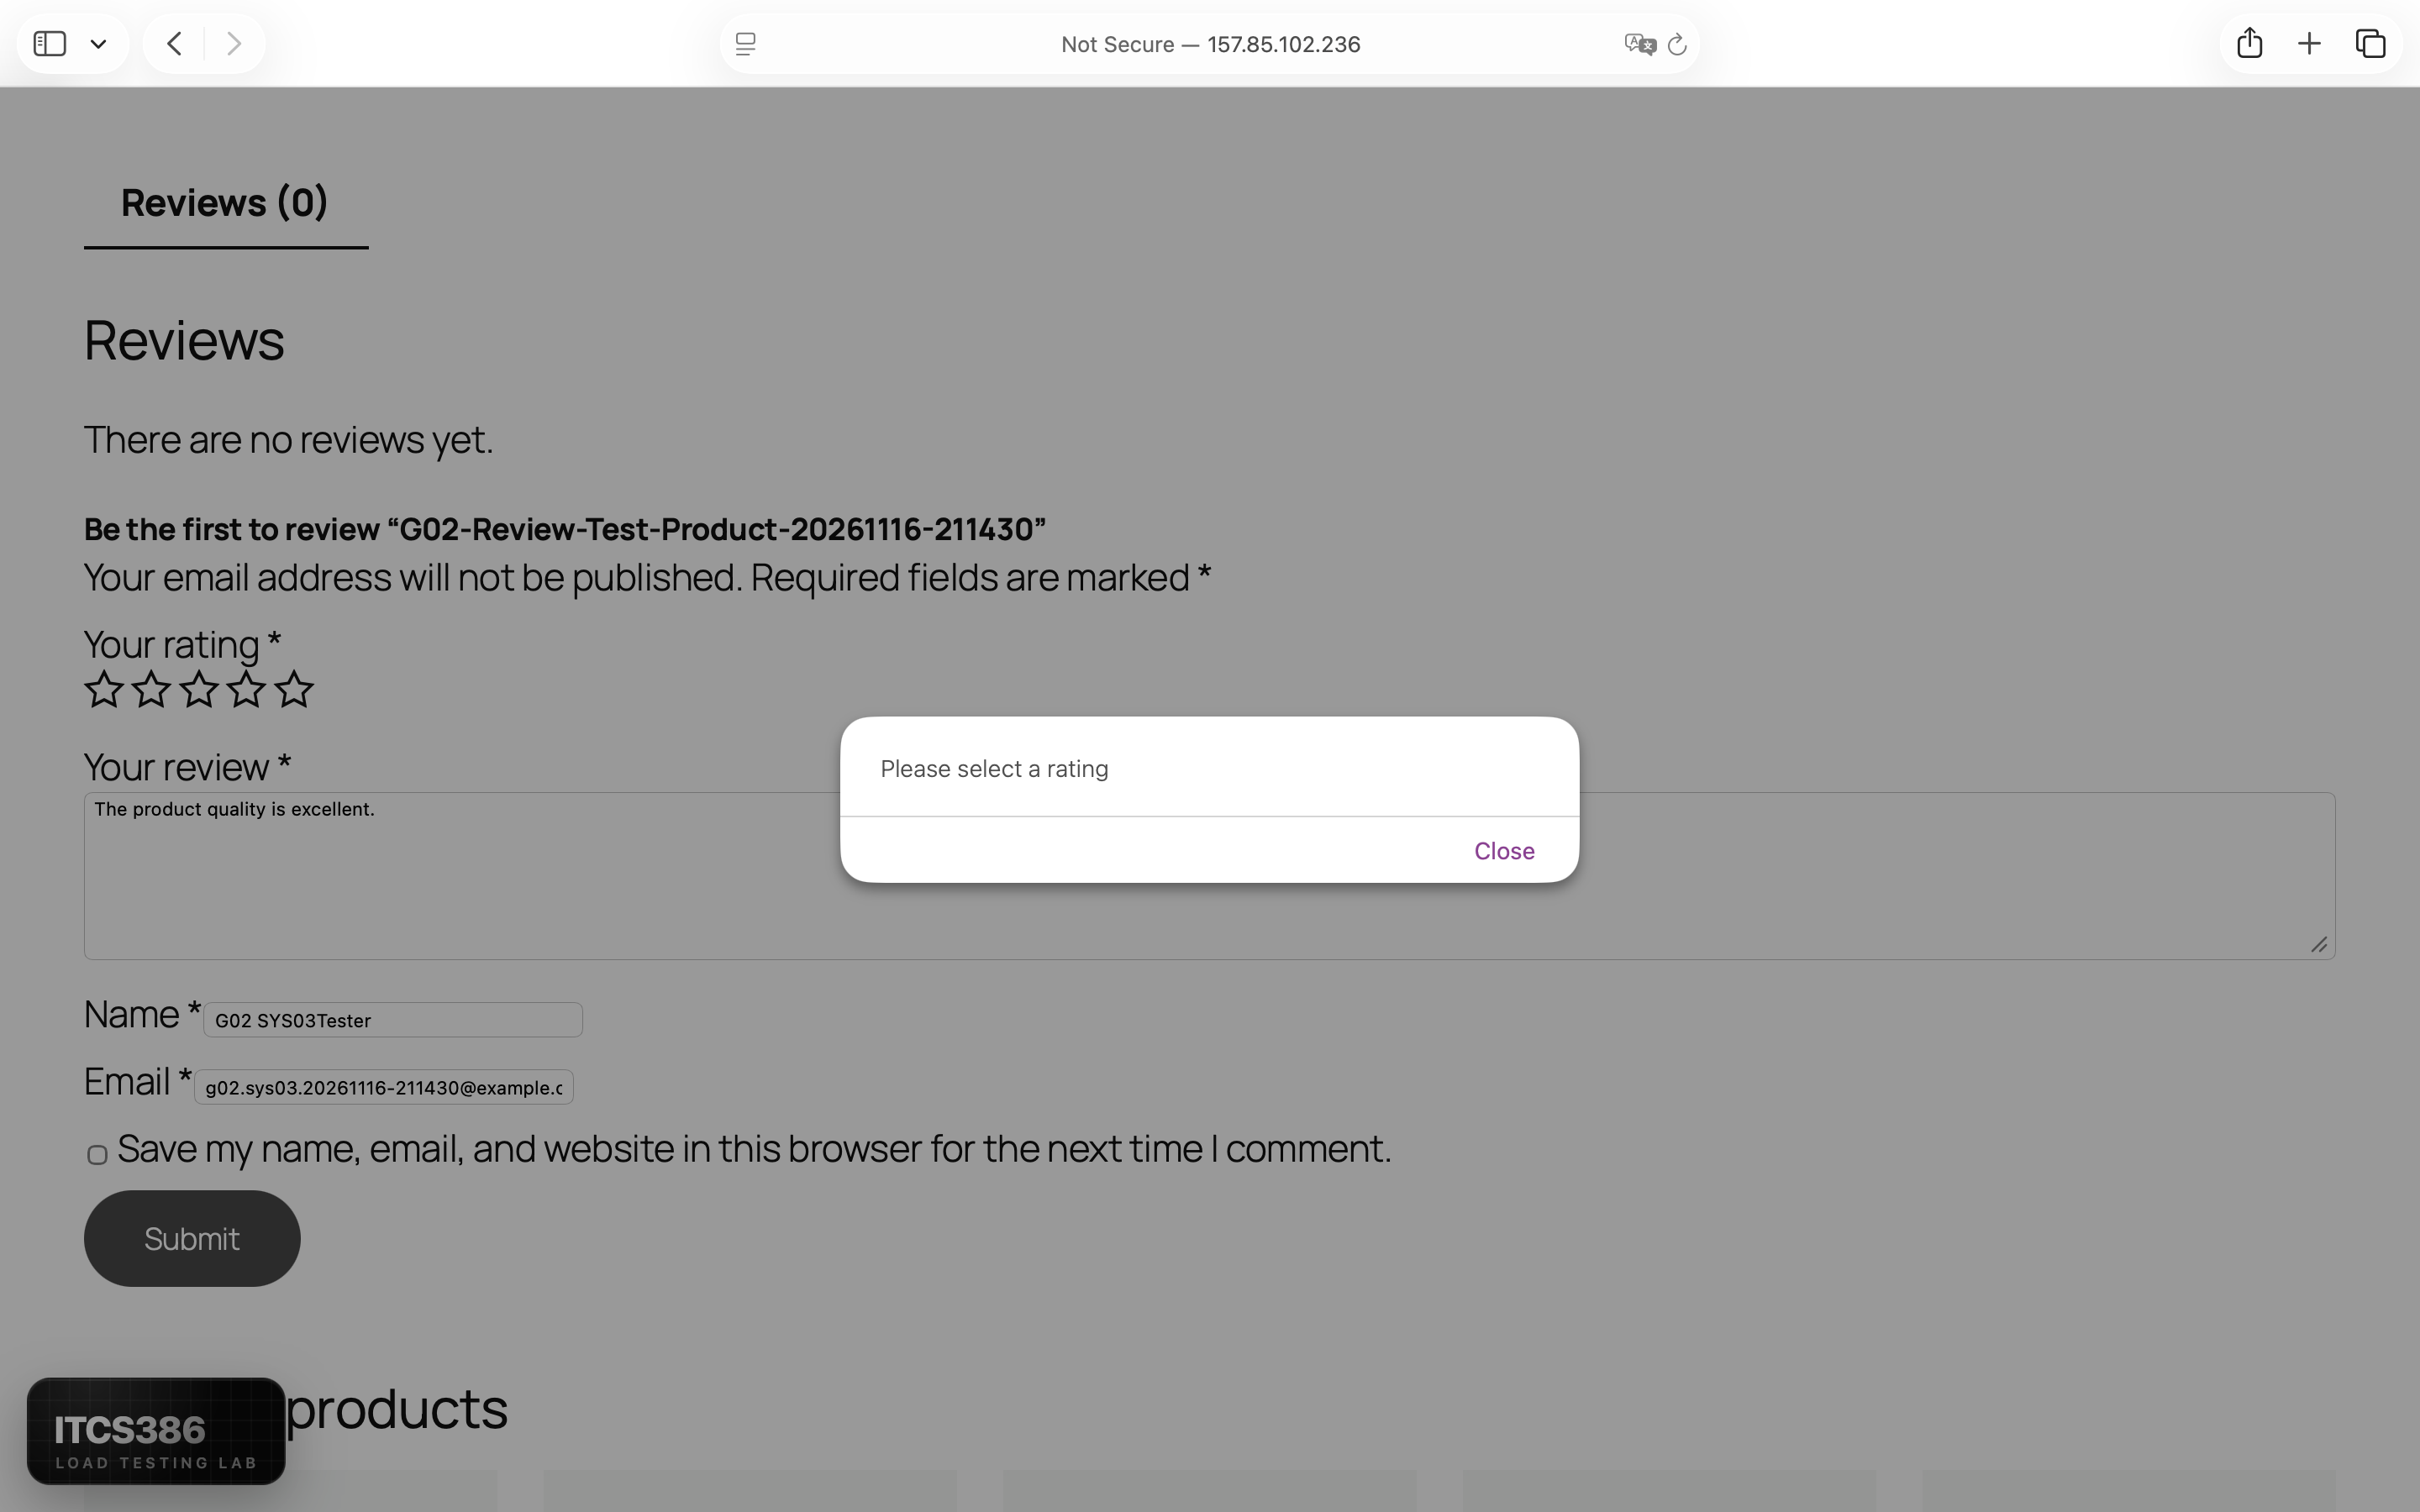 Not Secure — 157.85.102.236
Reviews (0)
Reviews
There are no reviews yet.
Be the first to review “G02-Review-Test-Product-20261116-211430”
Your email address will not be published. Required fields are marked *
Your rating *
Your review *
The product quality is excellent.
Please select a rating
Close
Name * G02 SYS03Tester
Email * g02.sys03.20261116-211430@example.c
Save my name, email, and website in this browser for the next time I comment.
Submit
products
ITCS386
LOAD TESTING LAB